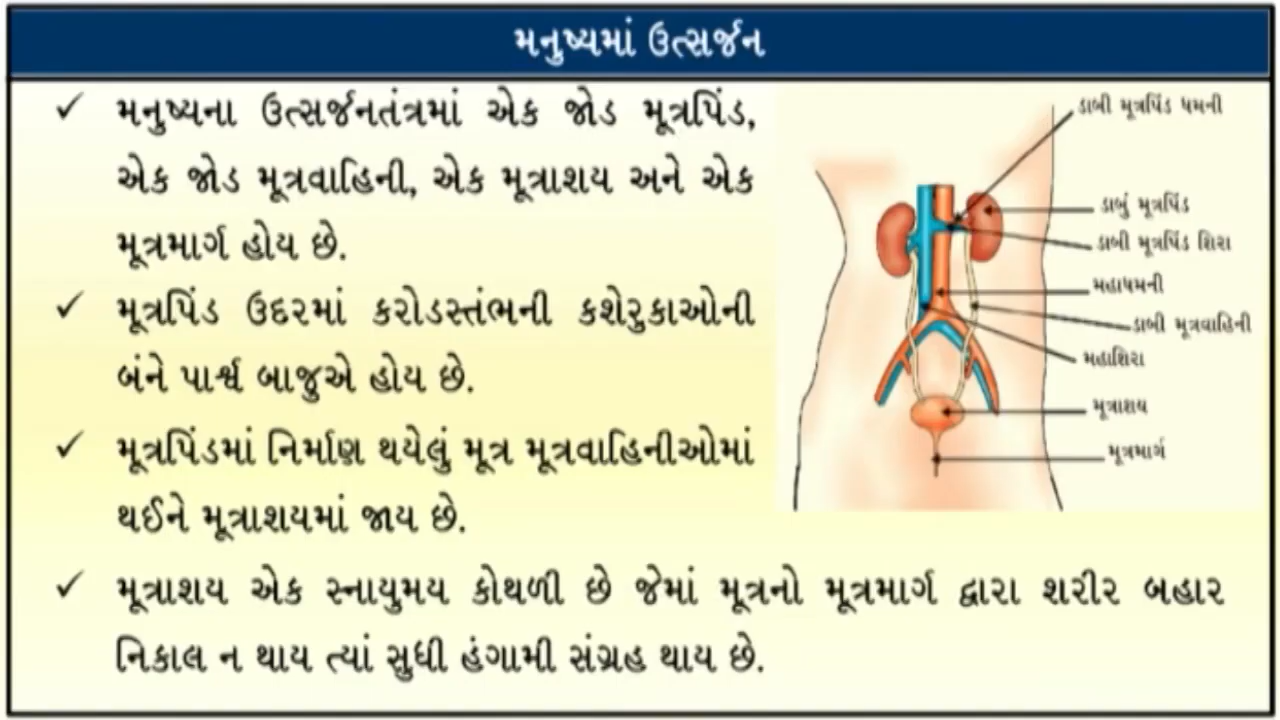 મનુષ્યમાં ઉત્સર્જન
મનુષ્યના ઉત્સર્જનતંત્રમાં એક જોડ મૂત્રપિંડ,
એક જોડ મૂત્રવાહિની, એક મૂત્રાશય અને એક
મૂત્રમાર્ગ હોય છે.
મૂત્રપિંડ ઉદરમાં કરોડસ્તંભની કશેરુકાઓની
બંને પાર્શ્વ બાજુએ હોય છે.
મૂત્રપિંડમાં નિર્માણ થયેલું મૂત્ર મૂત્રવાહિનીઓમાં
થઈને મૂત્રાશયમાં જાય છે.
મૂત્રાશય એક સ્નાયુમય કોથળી છે જેમાં મૂત્રનો મૂત્રમાર્ગ દ્વારા શરીર બહાર
નિકાલ ન થાય ત્યાં સુધી હંગામી સંગ્રહ થાય છે.
ડાબી મૂત્રપિંડ ધમની
ડાબું મૂત્રપિંડ
ડાબી મૂત્રપિંડ શિરા
મહાધમની
ડાબી મૂત્રવાહિની
મહાશિરા
મૂત્રાશય
મૂત્રમાર્ગ